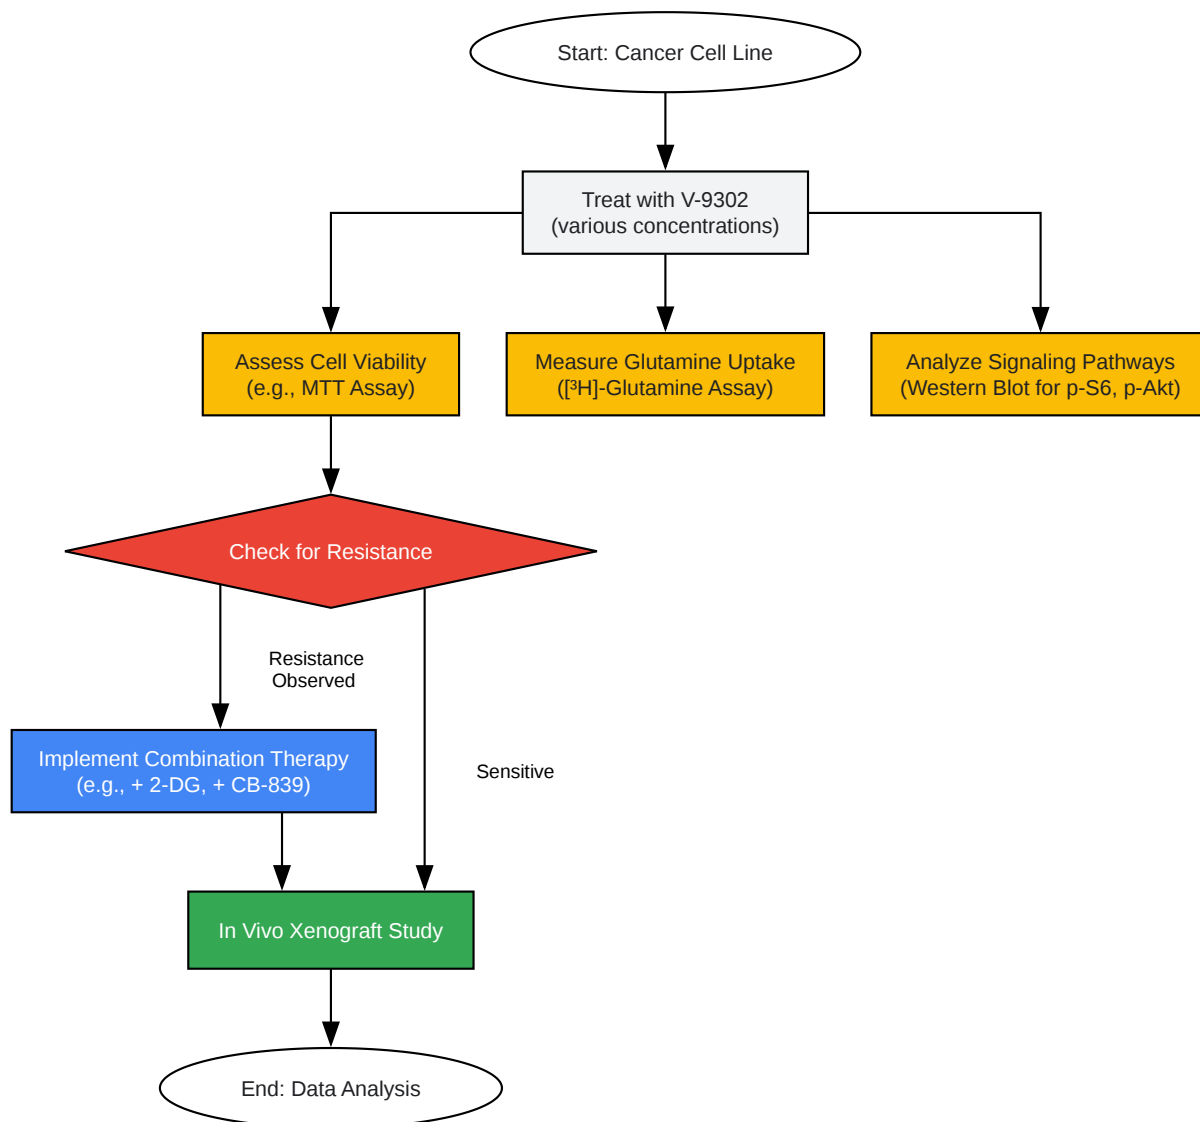 Start: Cancer Cell Line
Treat with V-9302
(various concentrations)
Assess Cell Viability
(e.g., MTT Assay)
Measure Glutamine Uptake
([³H]-Glutamine Assay)
Analyze Signaling Pathways
(Western Blot for p-S6, p-Akt)
Check for Resistance
Resistance
Observed
Implement Combination Therapy
(e.g., + 2-DG, + CB-839)
Sensitive
In Vivo Xenograft Study
End: Data Analysis